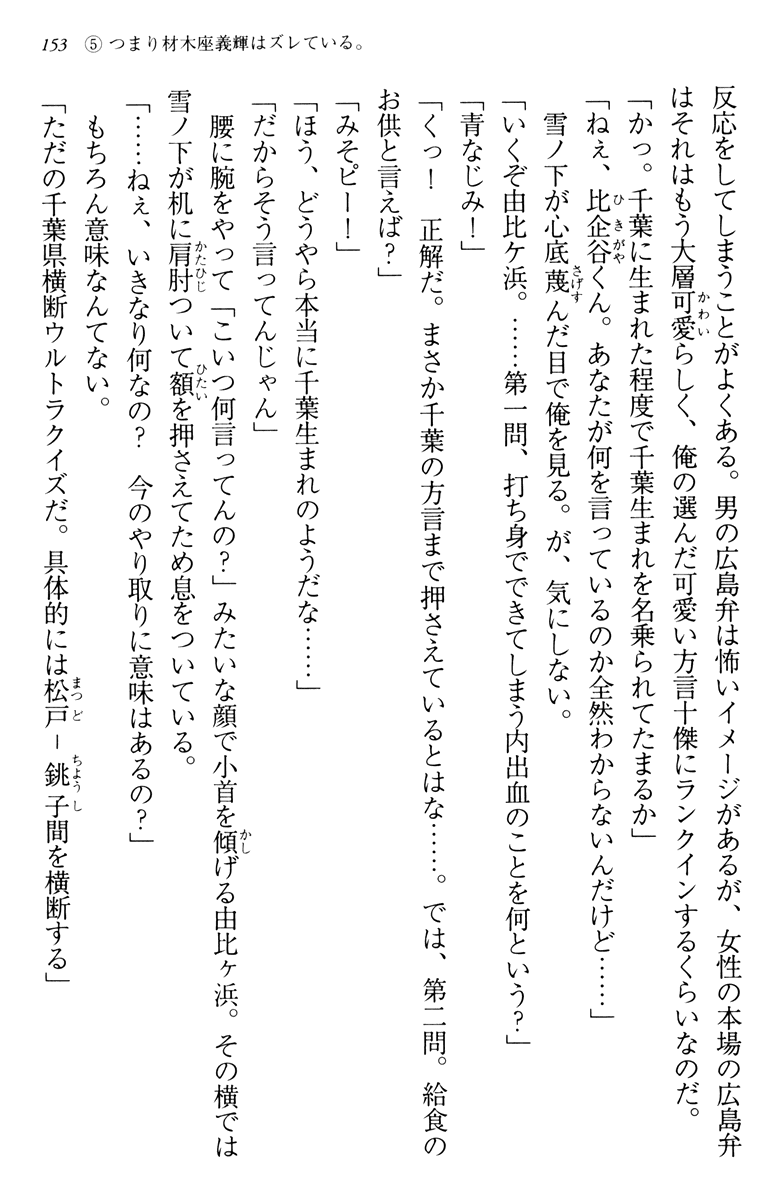 153 ⑤ つまり材木座義輝はズレている。
反応をしてしまうことがよくある。男の広島弁は怖いイメージがあるが、女性の本場の広島弁
はそれはもう大層可愛らしく、俺の選んだ可愛い方言十傑にランクインするくらいなのだ。
「かっ。千葉に生まれた程度で千葉生まれを名乗られてたまるか」
「ねぇ、比企谷くん。あなたが何を言っているのか全然わからないんだけど……」
雪ノ下が心底蔑んだ目で俺を見る。が、気にしない。
「いくぞ由比ヶ浜。……第一問、打ち身でできてしまう内出血のことを何という?」
「青なじみ!」
「くっ! 正解だ。まさか千葉の方言まで押さえているとはな……。では、第二問。給食の
お供と言えば?」
「みそピー!」
「ほう、どうやら本当に千葉生まれのようだな……」
「だからそう言ってんじゃん」
腰に腕をやって「こいつ何言ってんの?」みたいな顔で小首を傾げる由比ヶ浜。その横では
雪ノ下が机に肩肘ついて額を押さえてため息をついている。
「……ねぇ、いきなり何なの? 今のやり取りに意味はあるの?」
もちろん意味なんてない。
「ただの千葉県横断ウルトラクイズだ。具体的には松戸－銚子間を横断する」